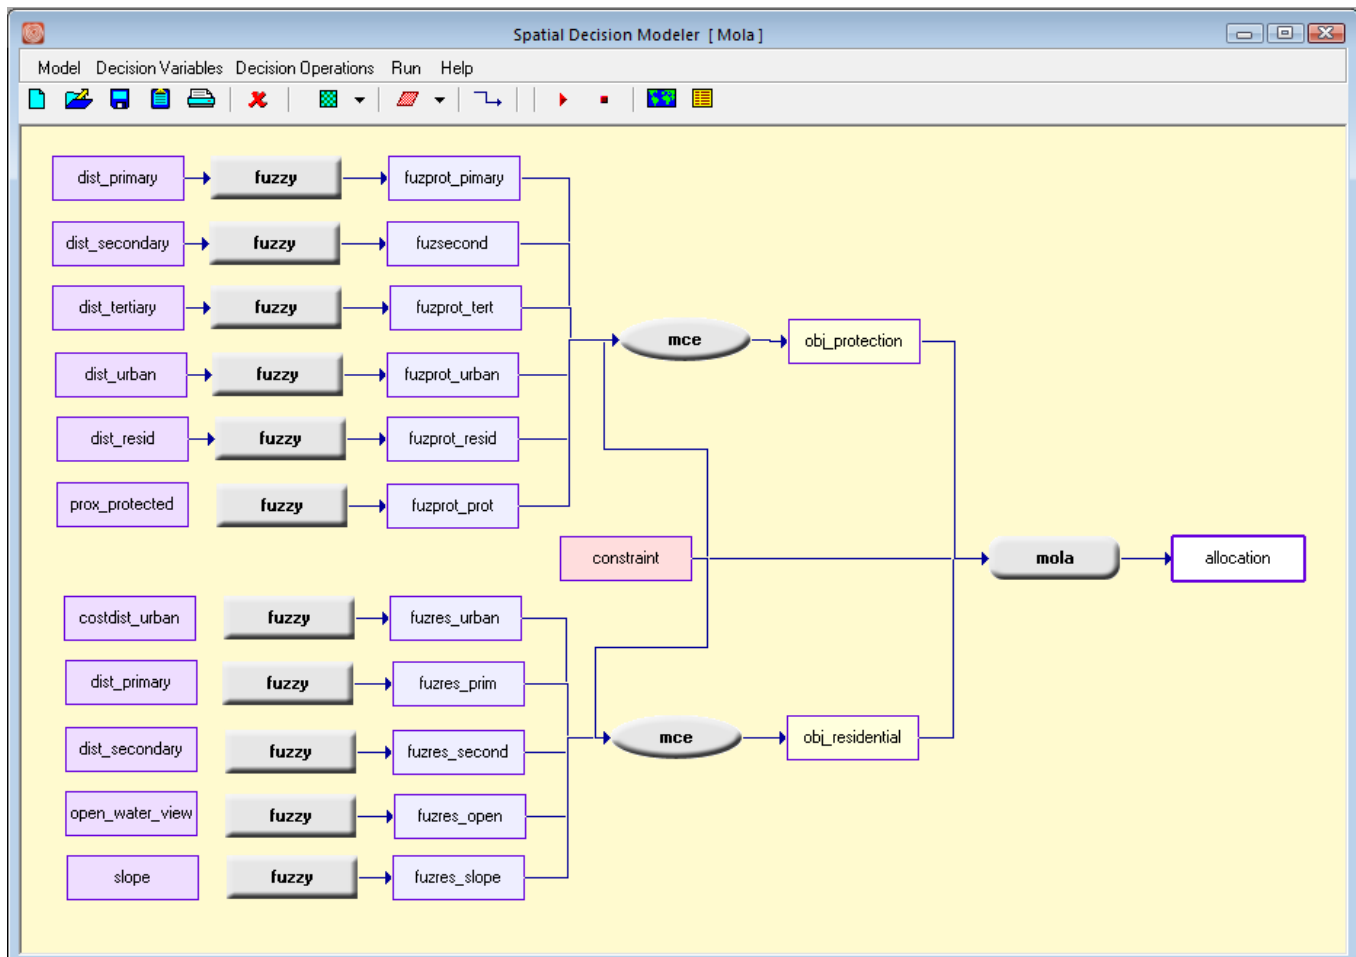 Spatial Decision Modeler [ Mola ]
Model Decision Variables Decision Operations Run Help
dist_primary fuzzy fuzprot_pimary
dist_secondary fuzzy fuzsecond
dist_tertiary fuzzy fuzprot_tert
mce obj_protection
dist_urban fuzzy fuzprot_urban
dist_resid fuzzy fuzprot_resid
prox_protected fuzzy fuzprot_prot
constraint mola allocation
costdist_urban fuzzy fuzres_urban
dist_primary fuzzy fuzres_prim
dist_secondary fuzzy fuzres_second
mce obj_residential
open_water_view fuzzy fuzres_open
slope fuzzy fuzres_slope